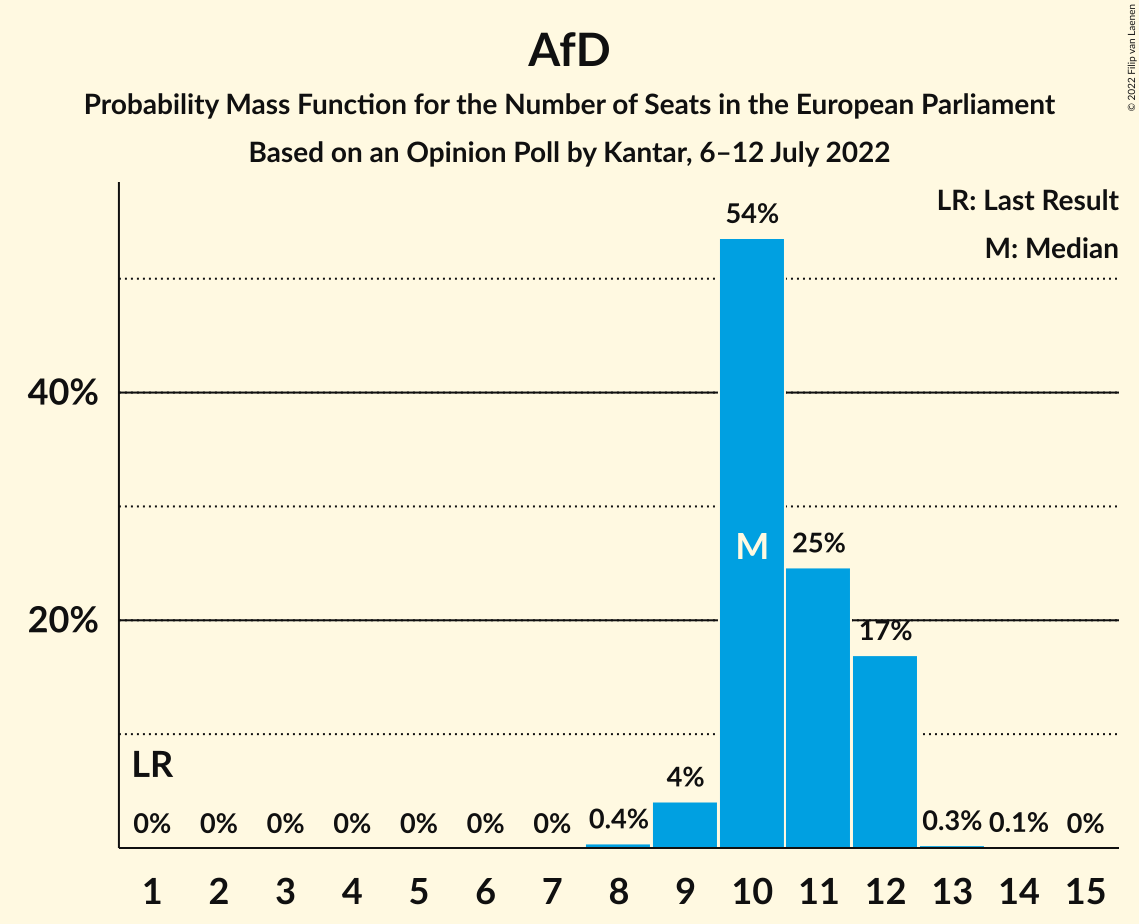 AfD
Probability Mass Function for the Number of Seats in the European Parliament
Based on an Opinion Poll by Kantar, 6–12 July 2022
© 2022 Filip van Laenen
LR: Last Result
M: Median
54%
40%
M
25%
20%
17%
LR
4%
0% 0% 0% 0% 0% 0% 0% 0.4% 0.3% 0.1% 0%
1 2 3 4 5 6 7 8 9 10 11 12 13 14 15